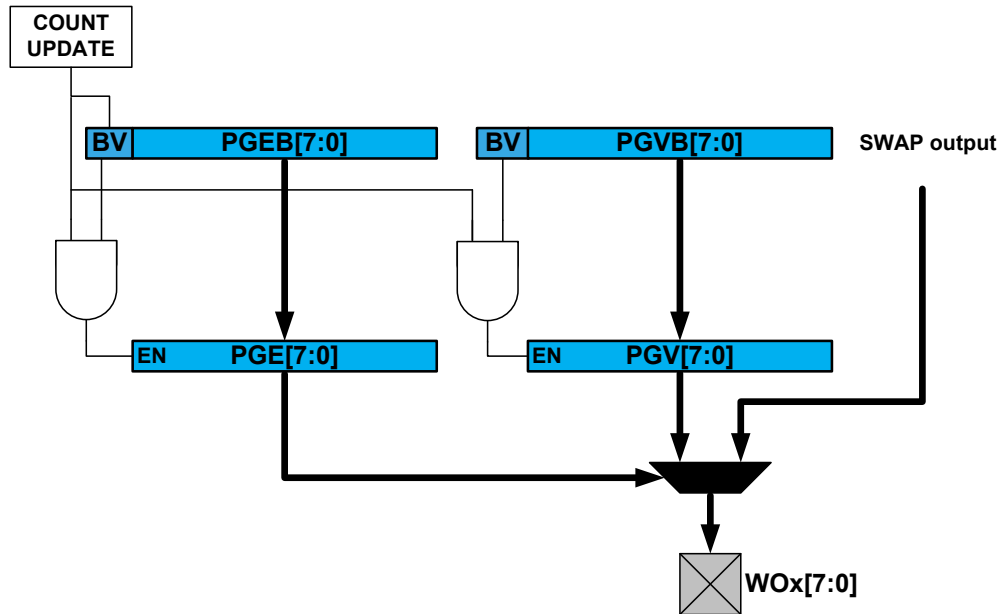 COUNT
UPDATE
BV PGEB[7:0]
BV PGVB[7:0]
SWAP output
EN PGE[7:0]
EN PGV[7:0]
WOx[7:0]